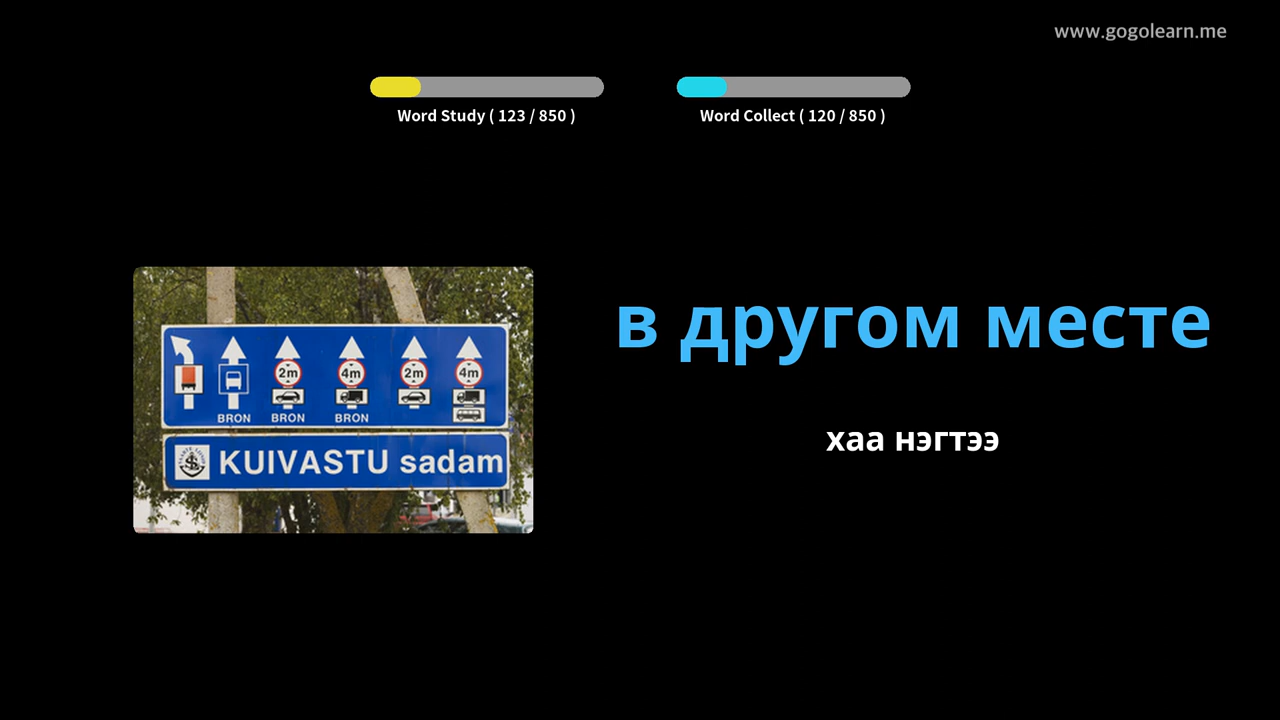 www.gogolearn.me
Word Study ( 123 / 850 )
Word Collect ( 120 / 850 )
в другом месте
хаа нэгтээ
2m
4m
2m
4m
BRON
BRON
BRON
KUIVASTU sadam